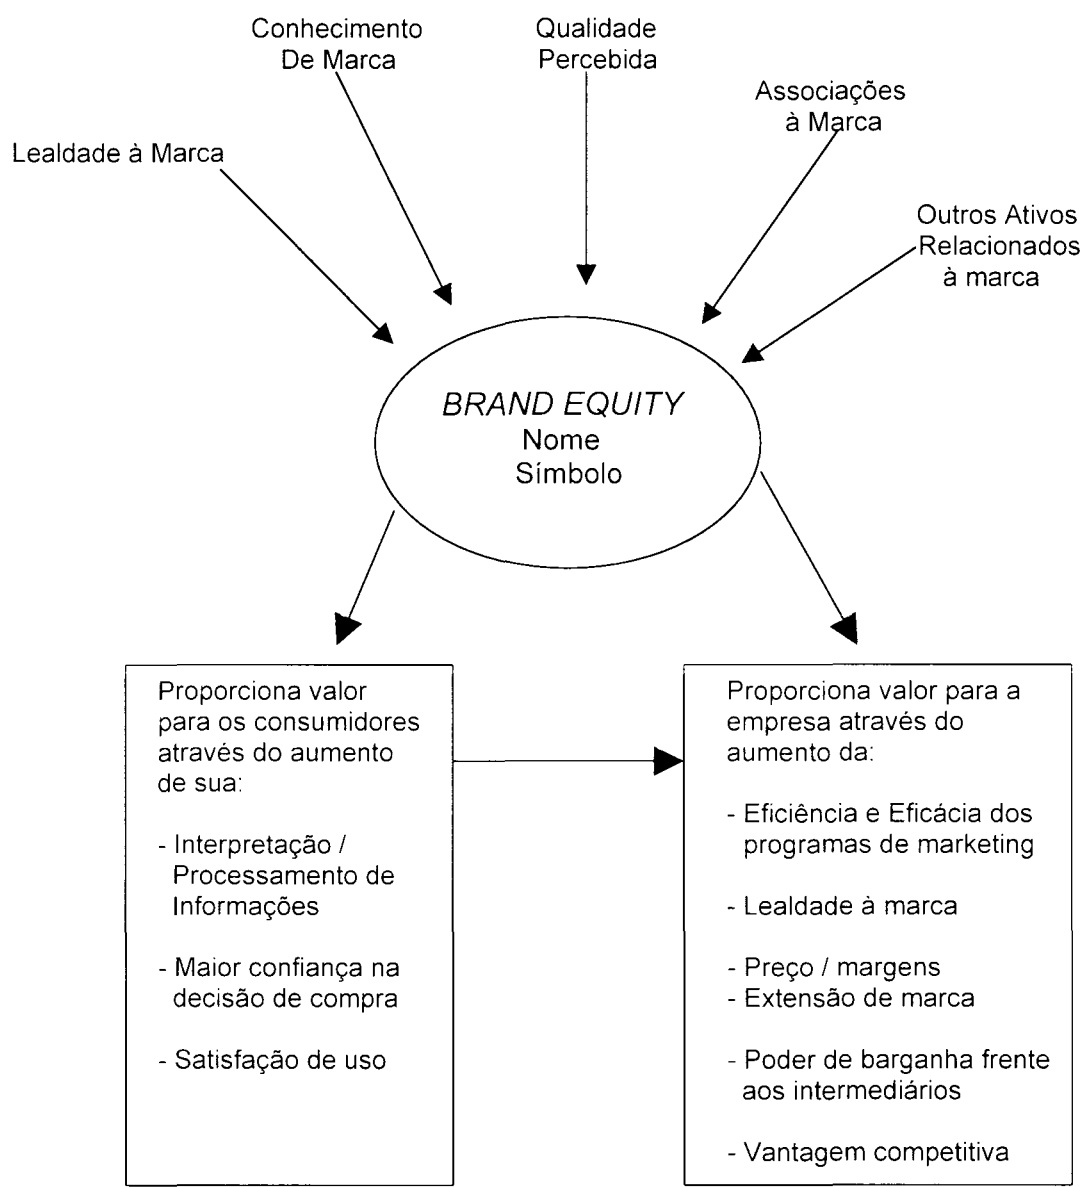 Conhecimento
De Marca
Qualidade
Percebida
Associações
à Marca
Lealdade à Marca
Outros Ativos
Relacionados
à marca
BRAND EQUITY
Nome
Símbolo
Proporciona valor
para os consumidores
através do aumento
de sua:
- Interpretação /
Processamento de
Informações
- Maior confiança na
decisão de compra
- Satisfação de uso
Proporciona valor para a
empresa através do
aumento da:
- Eficiência e Eficácia dos
programas de marketing
- Lealdade à marca
- Preço / margens
- Extensão de marca
- Poder de barganha frente
aos intermediários
- Vantagem competitiva